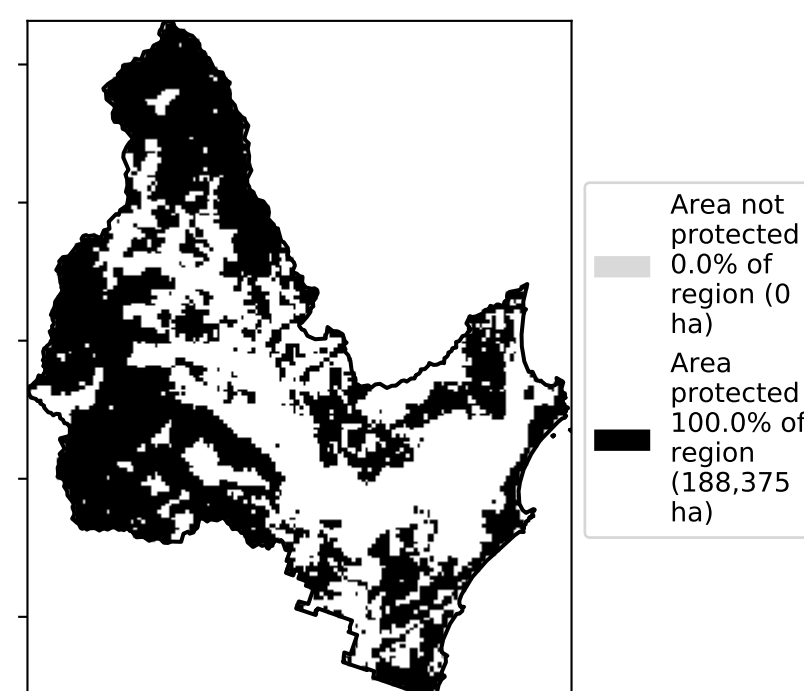 Area not
protected
0.0% of
region (0
ha)
Area
protected
100.0% of
region
(188,375
ha)